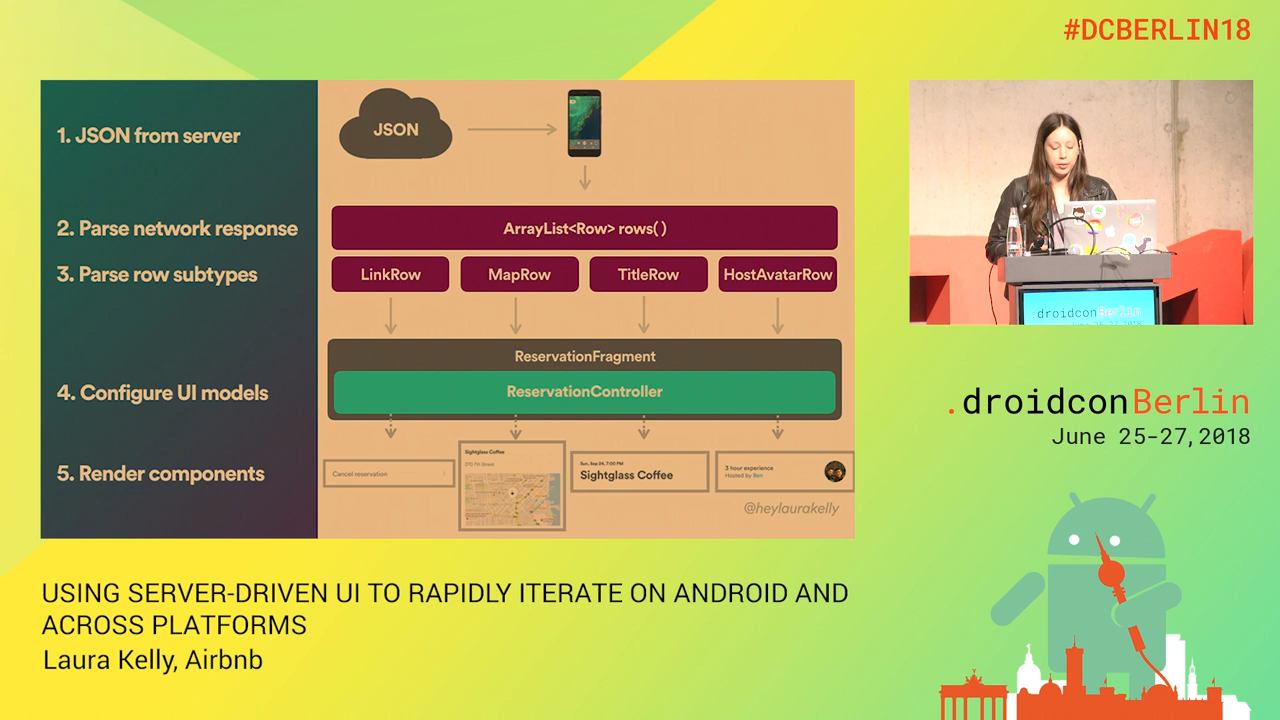 #DCBERLIN18
1. JSON from server
JSON
2. Parse network response
ArrayList<Row> rows()
3. Parse row subtypes
LinkRow
MapRow
TitleRow
HostAvatarRow
ReservationFragment
4. Configure UI models
ReservationController
5. Render components
Cancel reservation
Sightglass Coffee
270 7th Street
Sun, Sep 24, 7:00 PM
Sightglass Coffee
3 hour experience
Hosted by Ben
@heylaurakelly
droidconBerlin
.droidconBerlin
June 25-27,2018
USING SERVER-DRIVEN UI TO RAPIDLY ITERATE ON ANDROID AND
ACROSS PLATFORMS
Laura Kelly, Airbnb